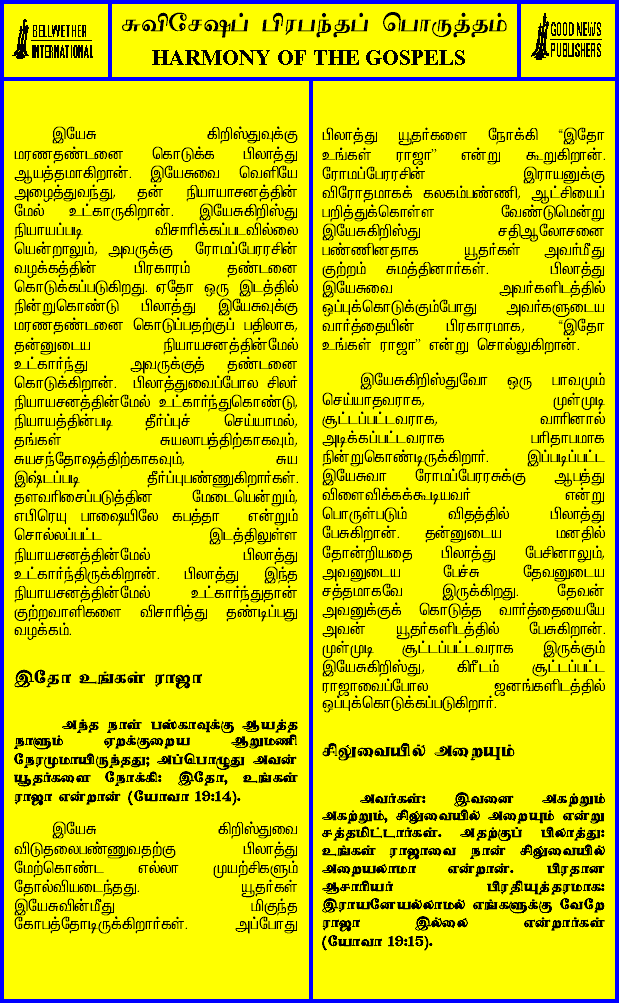 BELLWETHER
INTERNATIONAL
சுவிசேஷப் பிரபந்தப் பொருத்தம்
HARMONY OF THE GOSPELS
GOOD NEWS
PUBLISHERS
இயேசு கிறிஸ்துவுக்கு
மரணதண்டனை கொடுக்க பிலாத்து
ஆயத்தமாகிறான். இயேசுவை வெளியே
அழைத்துவந்து, தன் நியாயாசனத்தின்
மேல் உட்காருகிறான். இயேசுகிறிஸ்து
நியாயப்படி விசாரிக்கப்படவில்லை
யென்றாலும், அவருக்கு ரோமப்பேரரசின்
வழக்கத்தின் பிரகாரம் தண்டனை
கொடுக்கப்படுகிறது. ஏதோ ஒரு இடத்தில்
நின்றுகொண்டு பிலாத்து இயேசுவுக்கு
மரணதண்டனை கொடுப்பதற்குப் பதிலாக,
தன்னுடைய நியாயசனத்தின்மேல்
உட்கார்ந்து அவருக்குத் தண்டனை
கொடுக்கிறான். பிலாத்துவைப்போல சிலர்
நியாயசனத்தின்மேல் உட்கார்ந்துகொண்டு,
நியாயத்தின்படி தீர்ப்புச் செய்யாமல்,
தங்கள் சுயலாபத்திற்காகவும்,
சுயசந்தோஷத்திற்காகவும், சுய
இஷ்டப்படி தீர்ப்புபண்ணுகிறார்கள்.
தளவரிசைப்படுத்தின மேடையென்றும்,
எபிரெயு பாஷையிலே கபத்தா என்றும்
சொல்லப்பட்ட இடத்திலுள்ள
நியாயசனத்தின்மேல் பிலாத்து
உட்கார்ந்திருக்கிறான். பிலாத்து இந்த
நியாயசனத்தின்மேல் உட்கார்ந்துதான்
குற்றவாளிகளை விசாரித்து தண்டிப்பது
வழக்கம்.
இதோ உங்கள் ராஜா
அந்த நாள் பஸ்காவுக்கு ஆயத்த
நாளும் ஏறக்குறைய ஆறுமணி
நேரமுமாயிருந்தது; அப்பொழுது அவன்
யூதர்களை நோக்கி: இதோ, உங்கள்
ராஜா என்றான் (யோவா 19:14).
இயேசு கிறிஸ்துவை
விடுதலைபண்ணுவதற்கு பிலாத்து
மேற்கொண்ட எல்லா முயற்சிகளும்
தோல்வியடைந்தது. யூதர்கள்
இயேசுவின்மீது மிகுந்த
கோபத்தோடிருக்கிறார்கள். அப்போது
பிலாத்து யூதர்களை நோக்கி “இதோ
உங்கள் ராஜா” என்று கூறுகிறான்.
ரோமப்பேரரசின் இராயனுக்கு
விரோதமாகக் கலகம்பண்ணி, ஆட்சியைப்
பறித்துக்கொள்ள வேண்டுமென்று
இயேசுகிறிஸ்து சதிஆலோசனை
பண்ணினதாக யூதர்கள் அவர்மீது
குற்றம் சுமத்தினார்கள். பிலாத்து
இயேசுவை அவர்களிடத்தில்
ஒப்புக்கொடுக்கும்போது அவர்களுடைய
வார்த்தையின் பிரகாரமாக, “இதோ
உங்கள் ராஜா” என்று சொல்லுகிறான்.
இயேசுகிறிஸ்துவோ ஒரு பாவமும்
செய்யாதவராக, முள்முடி
சூட்டப்பட்டவராக, வாரினால்
அடிக்கப்பட்டவராக பரிதாபமாக
நின்றுகொண்டிருக்கிறார். இப்படிப்பட்ட
இயேசுவா ரோமப்பேரரசுக்கு ஆபத்து
விளைவிக்கக்கூடியவர் என்று
பொருள்படும் விதத்தில் பிலாத்து
பேசுகிறான். தன்னுடைய மனதில்
தோன்றியதை பிலாத்து பேசினாலும்,
அவனுடைய பேச்சு தேவனுடைய
சத்தமாகவே இருக்கிறது. தேவன்
அவனுக்குக் கொடுத்த வார்த்தையையே
அவன் யூதர்களிடத்தில் பேசுகிறான்.
முள்முடி சூட்டப்பட்டவராக இருக்கும்
இயேசுகிறிஸ்து, கிரீடம் சூட்டப்பட்ட
ராஜாவைப்போல ஜனங்களிடத்தில்
ஒப்புக்கொடுக்கப்படுகிறார்.
சிலுவையில் அறையும்
அவர்கள்: இவனை அகற்றும்
அகற்றும், சிலுவையில் அறையும் என்று
சத்தமிட்டார்கள். அதற்குப் பிலாத்து:
உங்கள் ராஜாவை நான் சிலுவையில்
அறையலாமா என்றான். பிரதான
ஆசாரியர் பிரதியுத்தரமாக:
இராயனேயல்லாமல் எங்களுக்கு வேறே
ராஜா இல்லை என்றார்கள்
(யோவா 19:15).